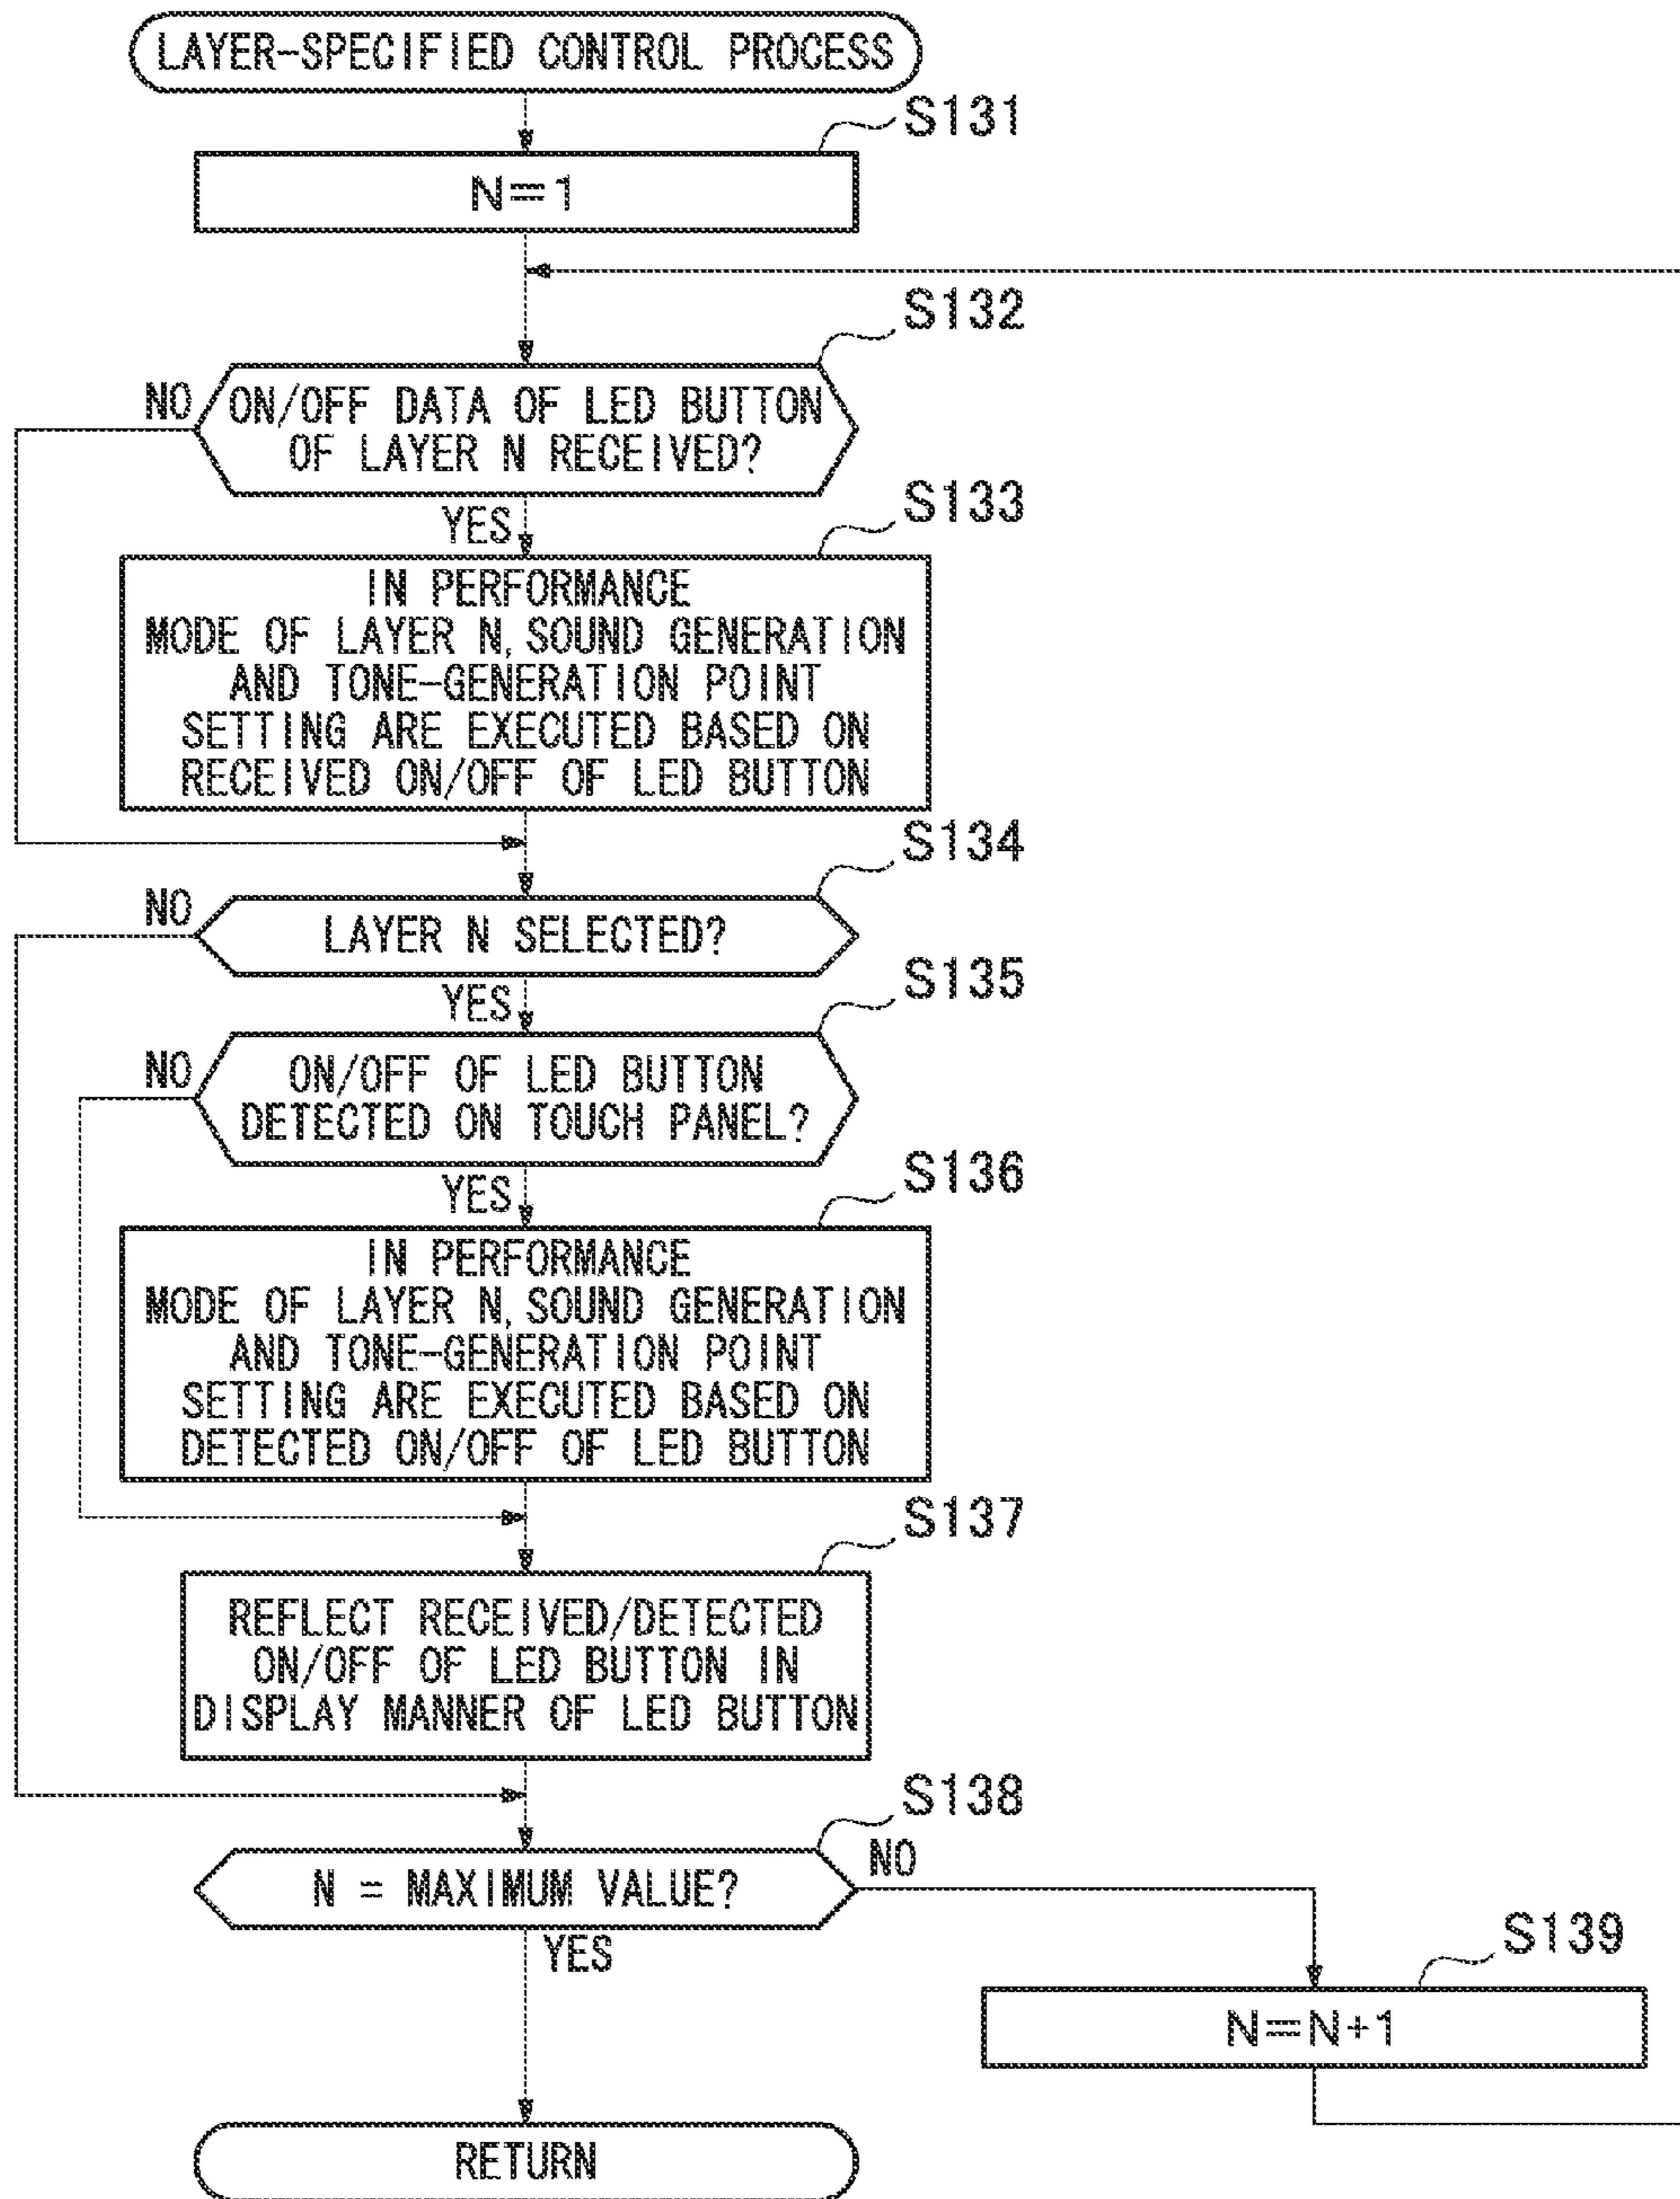 LAYER-SPECIFIED CONTROL PROCESS
S131
N=1
S132
NO
ON/OFF DATA OF LED BUTTON
OF LAYER N RECEIVED?
YES
S133
IN PERFORMANCE
MODE OF LAYER N, SOUND GENERATION
AND TONE-GENERATION POINT
SETTING ARE EXECUTED BASED ON
RECEIVED ON/OFF OF LED BUTTON
S134
NO
LAYER N SELECTED?
YES
S135
NO
ON/OFF OF LED BUTTON
DETECTED ON TOUCH PANEL?
YES
S136
IN PERFORMANCE
MODE OF LAYER N, SOUND GENERATION
AND TONE-GENERATION POINT
SETTING ARE EXECUTED BASED ON
DETECTED ON/OFF OF LED BUTTON
S137
REFLECT RECEIVED/DETECTED
ON/OFF OF LED BUTTON IN
DISPLAY MANNER OF LED BUTTON
S138
N = MAXIMUM VALUE?
NO
YES
S139
N=N+1
RETURN